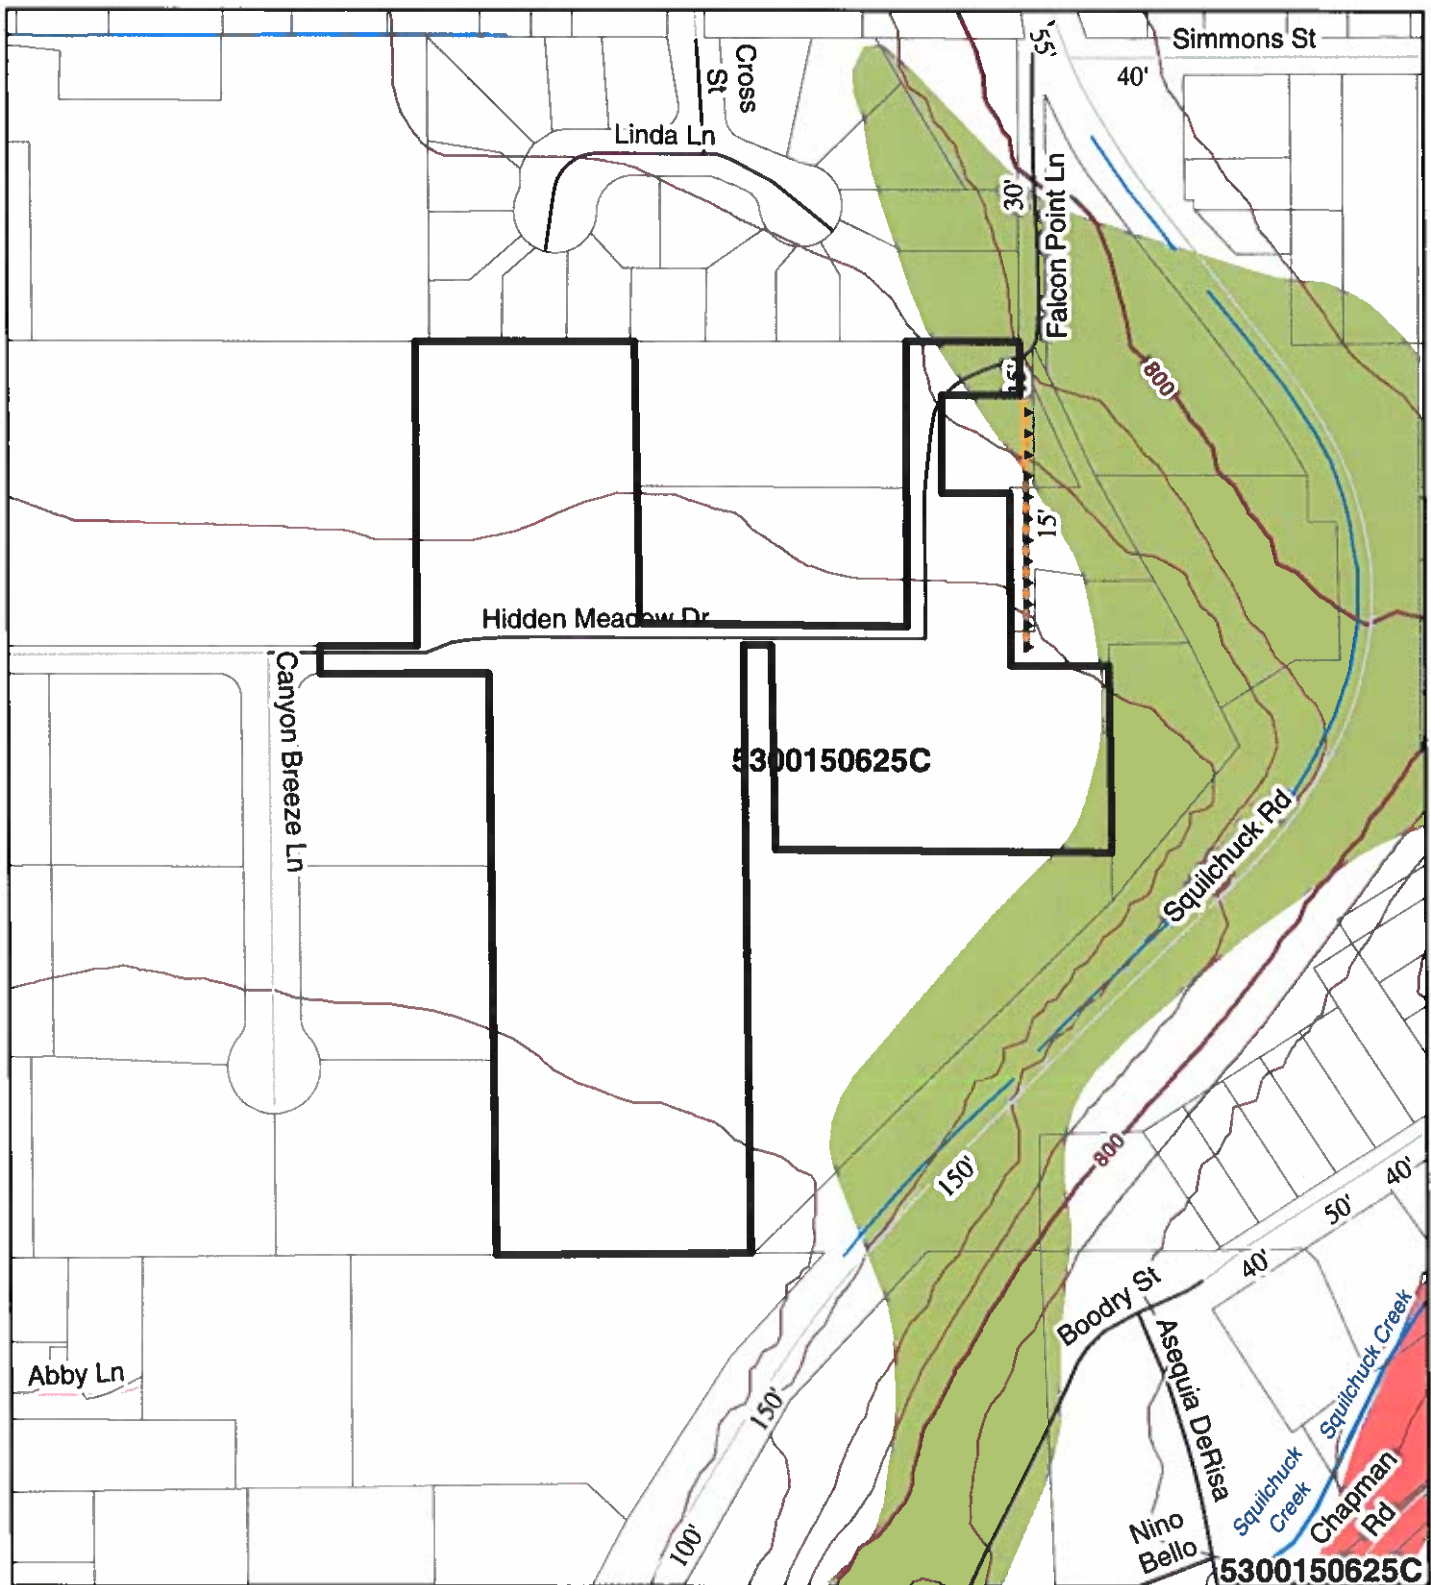 Simmons St
55'
40'
Cross
St
Linda Ln
30'
Falcon Point Ln
15'
800
15'
Hidden Meadow Dr
Canyon Breeze Ln
5300150625C
Squilchuck Rd
150'
800
40'
50'
40'
Boodry St
Asequia DeRisa
Squilchuck Creek
Abby Ln
150'
Squilchuck
Creek
Chapman
Rd
100'
Nino
Bello
5300150625C